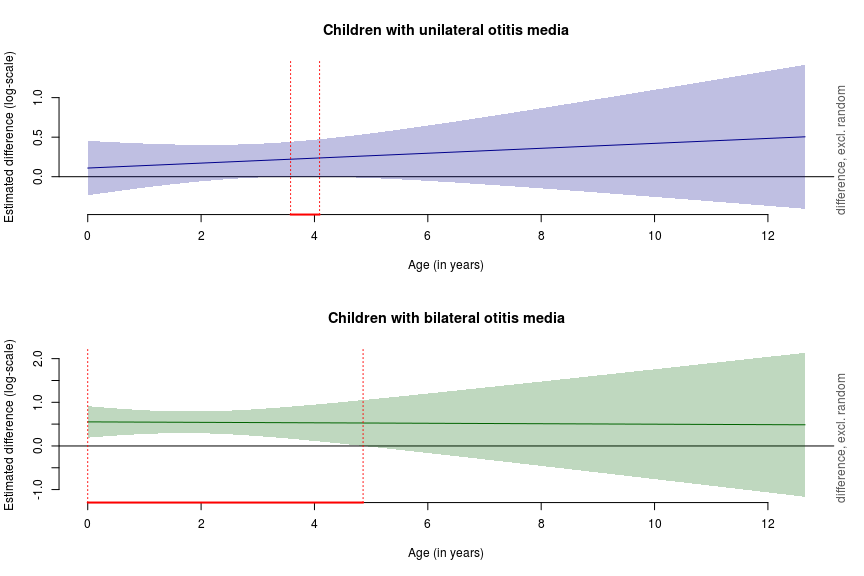 Children with unilateral otitis media
Estimated difference (log-scale)
1.0
0.5
0.0
0 2 4 6 8 10 12
Age (in years)
difference, excl. random
Children with bilateral otitis media
Estimated difference (log-scale)
2.0
1.0
0.0
-1.0
0 2 4 6 8 10 12
Age (in years)
difference, excl. random